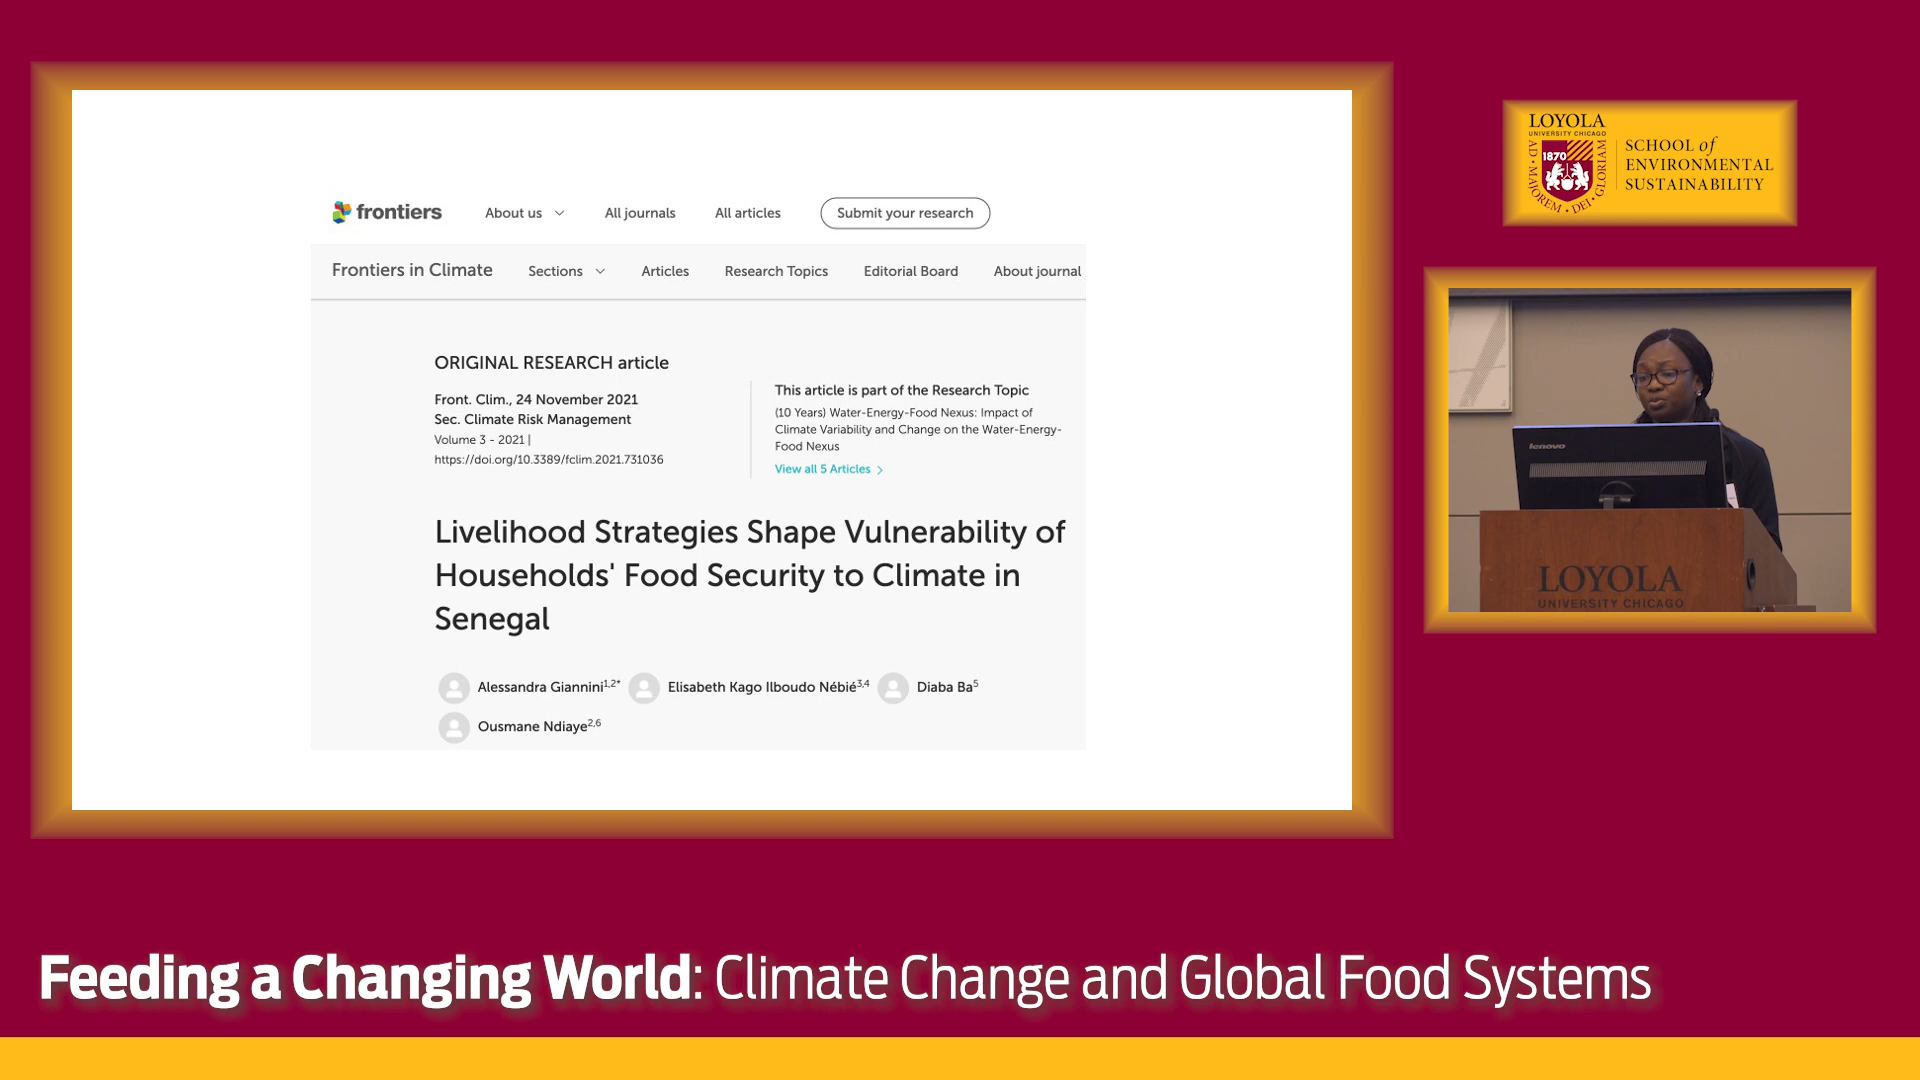 frontiers
About us
All journals
All articles
Submit your research
Frontiers in Climate
Sections
Articles
Research Topics
Editorial Board
About journal
ORIGINAL RESEARCH article
Front. Clim., 24 November 2021
Sec. Climate Risk Management
Volume 3 - 2021 |
https://doi.org/10.3389/fclim.2021.731036
This article is part of the Research Topic
(10 Years) Water-Energy-Food Nexus: Impact of
Climate Variability and Change on the Water-Energy-
Food Nexus
View all 5 Articles
Livelihood Strategies Shape Vulnerability of
Households' Food Security to Climate in
Senegal
Alessandra Giannini1,2* Elisabeth Kago Ilboudo Nébié3,4 Diaba Ba5
Ousmane Ndiaye2,6
LOYOLA
UNIVERSITY CHICAGO
1870
AD • MAJOREM • DEI • GLORIAM
SCHOOL of
ENVIRONMENTAL
SUSTAINABILITY
lenovo
LOYOLA
UNIVERSITY CHICAGO
Feeding a Changing World: Climate Change and Global Food Systems